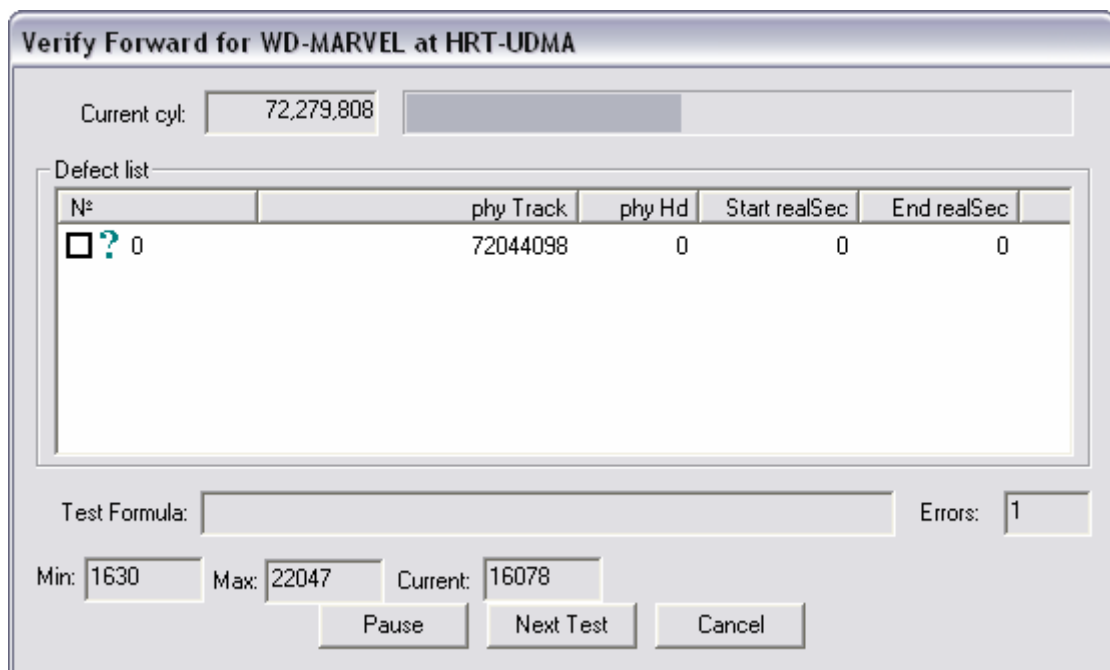 Verify Forward for WD-MARVEL at HRT-UDMA
Current cyl: 72,279,808
Defect list
Nº phy Track phy Hd Start realSec End realSec
? 0 72044098 0 0 0
Test Formula: Errors: 1
Min: 1630 Max: 22047 Current: 16078
Pause Next Test Cancel